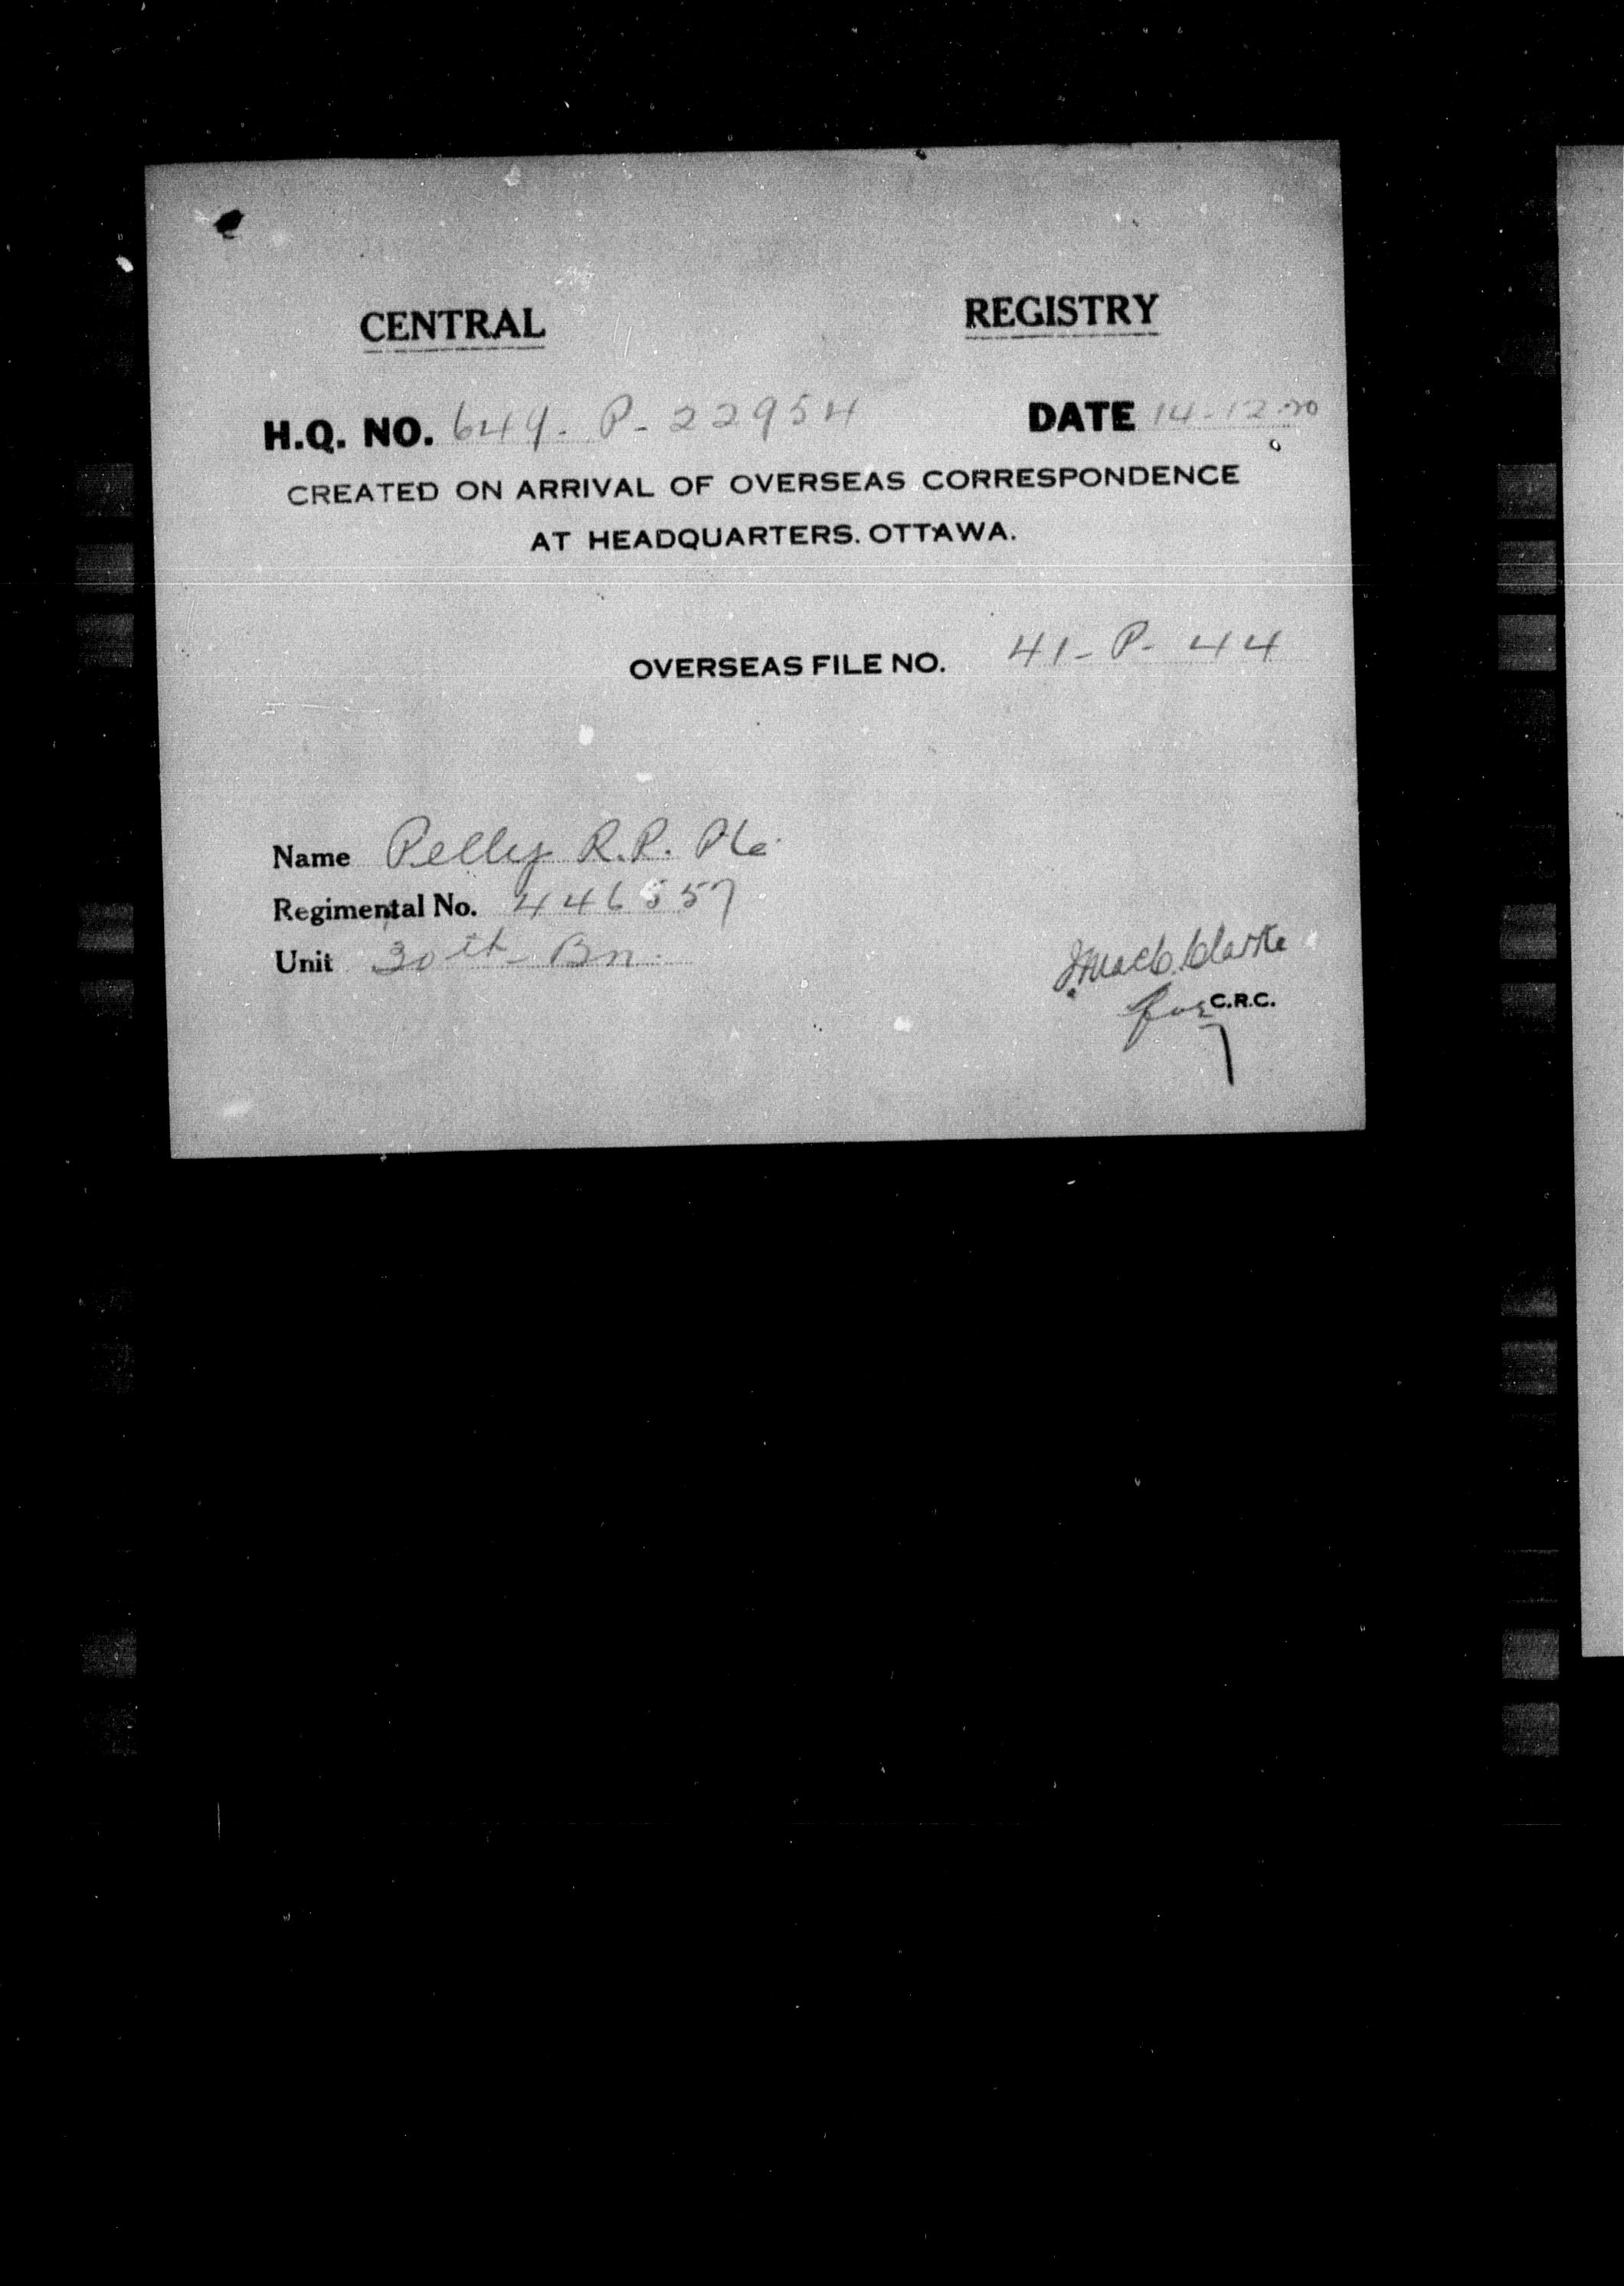 CENTRAL REGISTRY
H.Q. NO. 649-P-22954 DATE 14-12-20
CREATED ON ARRIVAL OF OVERSEAS CORRESPONDENCE
AT HEADQUARTERS. OTTAWA.
OVERSEAS FILE NO. 41-P-44
Name Pelly R.R. Pte
Regimental No. 446557
Unit 30th Bn.
Clarke
for C.R.C.